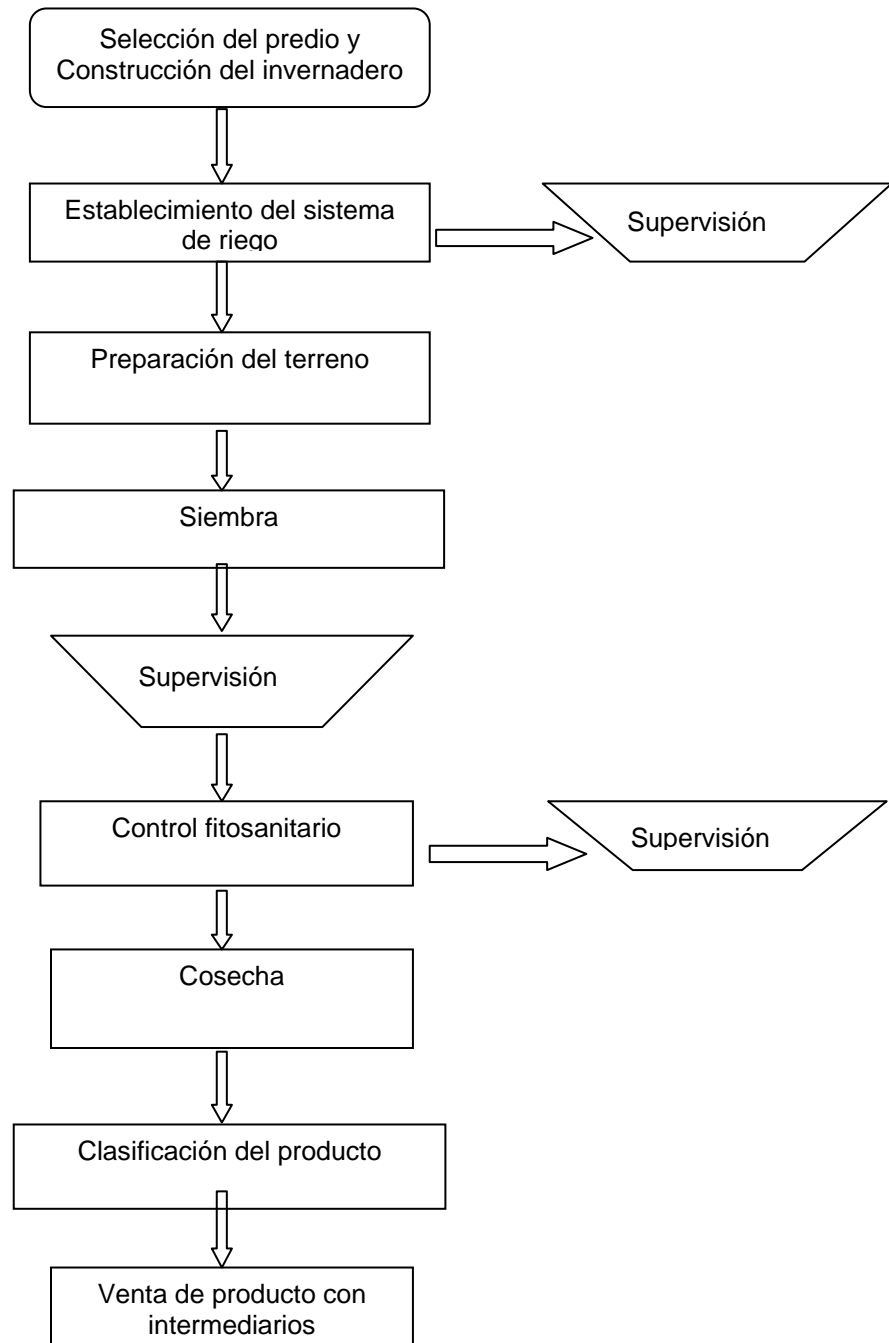 Selección del predio y
Construcción del invernadero
Establecimiento del sistema
de riego
Supervisión
Preparación del terreno
Siembra
Supervisión
Control fitosanitario
Supervisión
Cosecha
Clasificación del producto
Venta de producto con
intermediarios